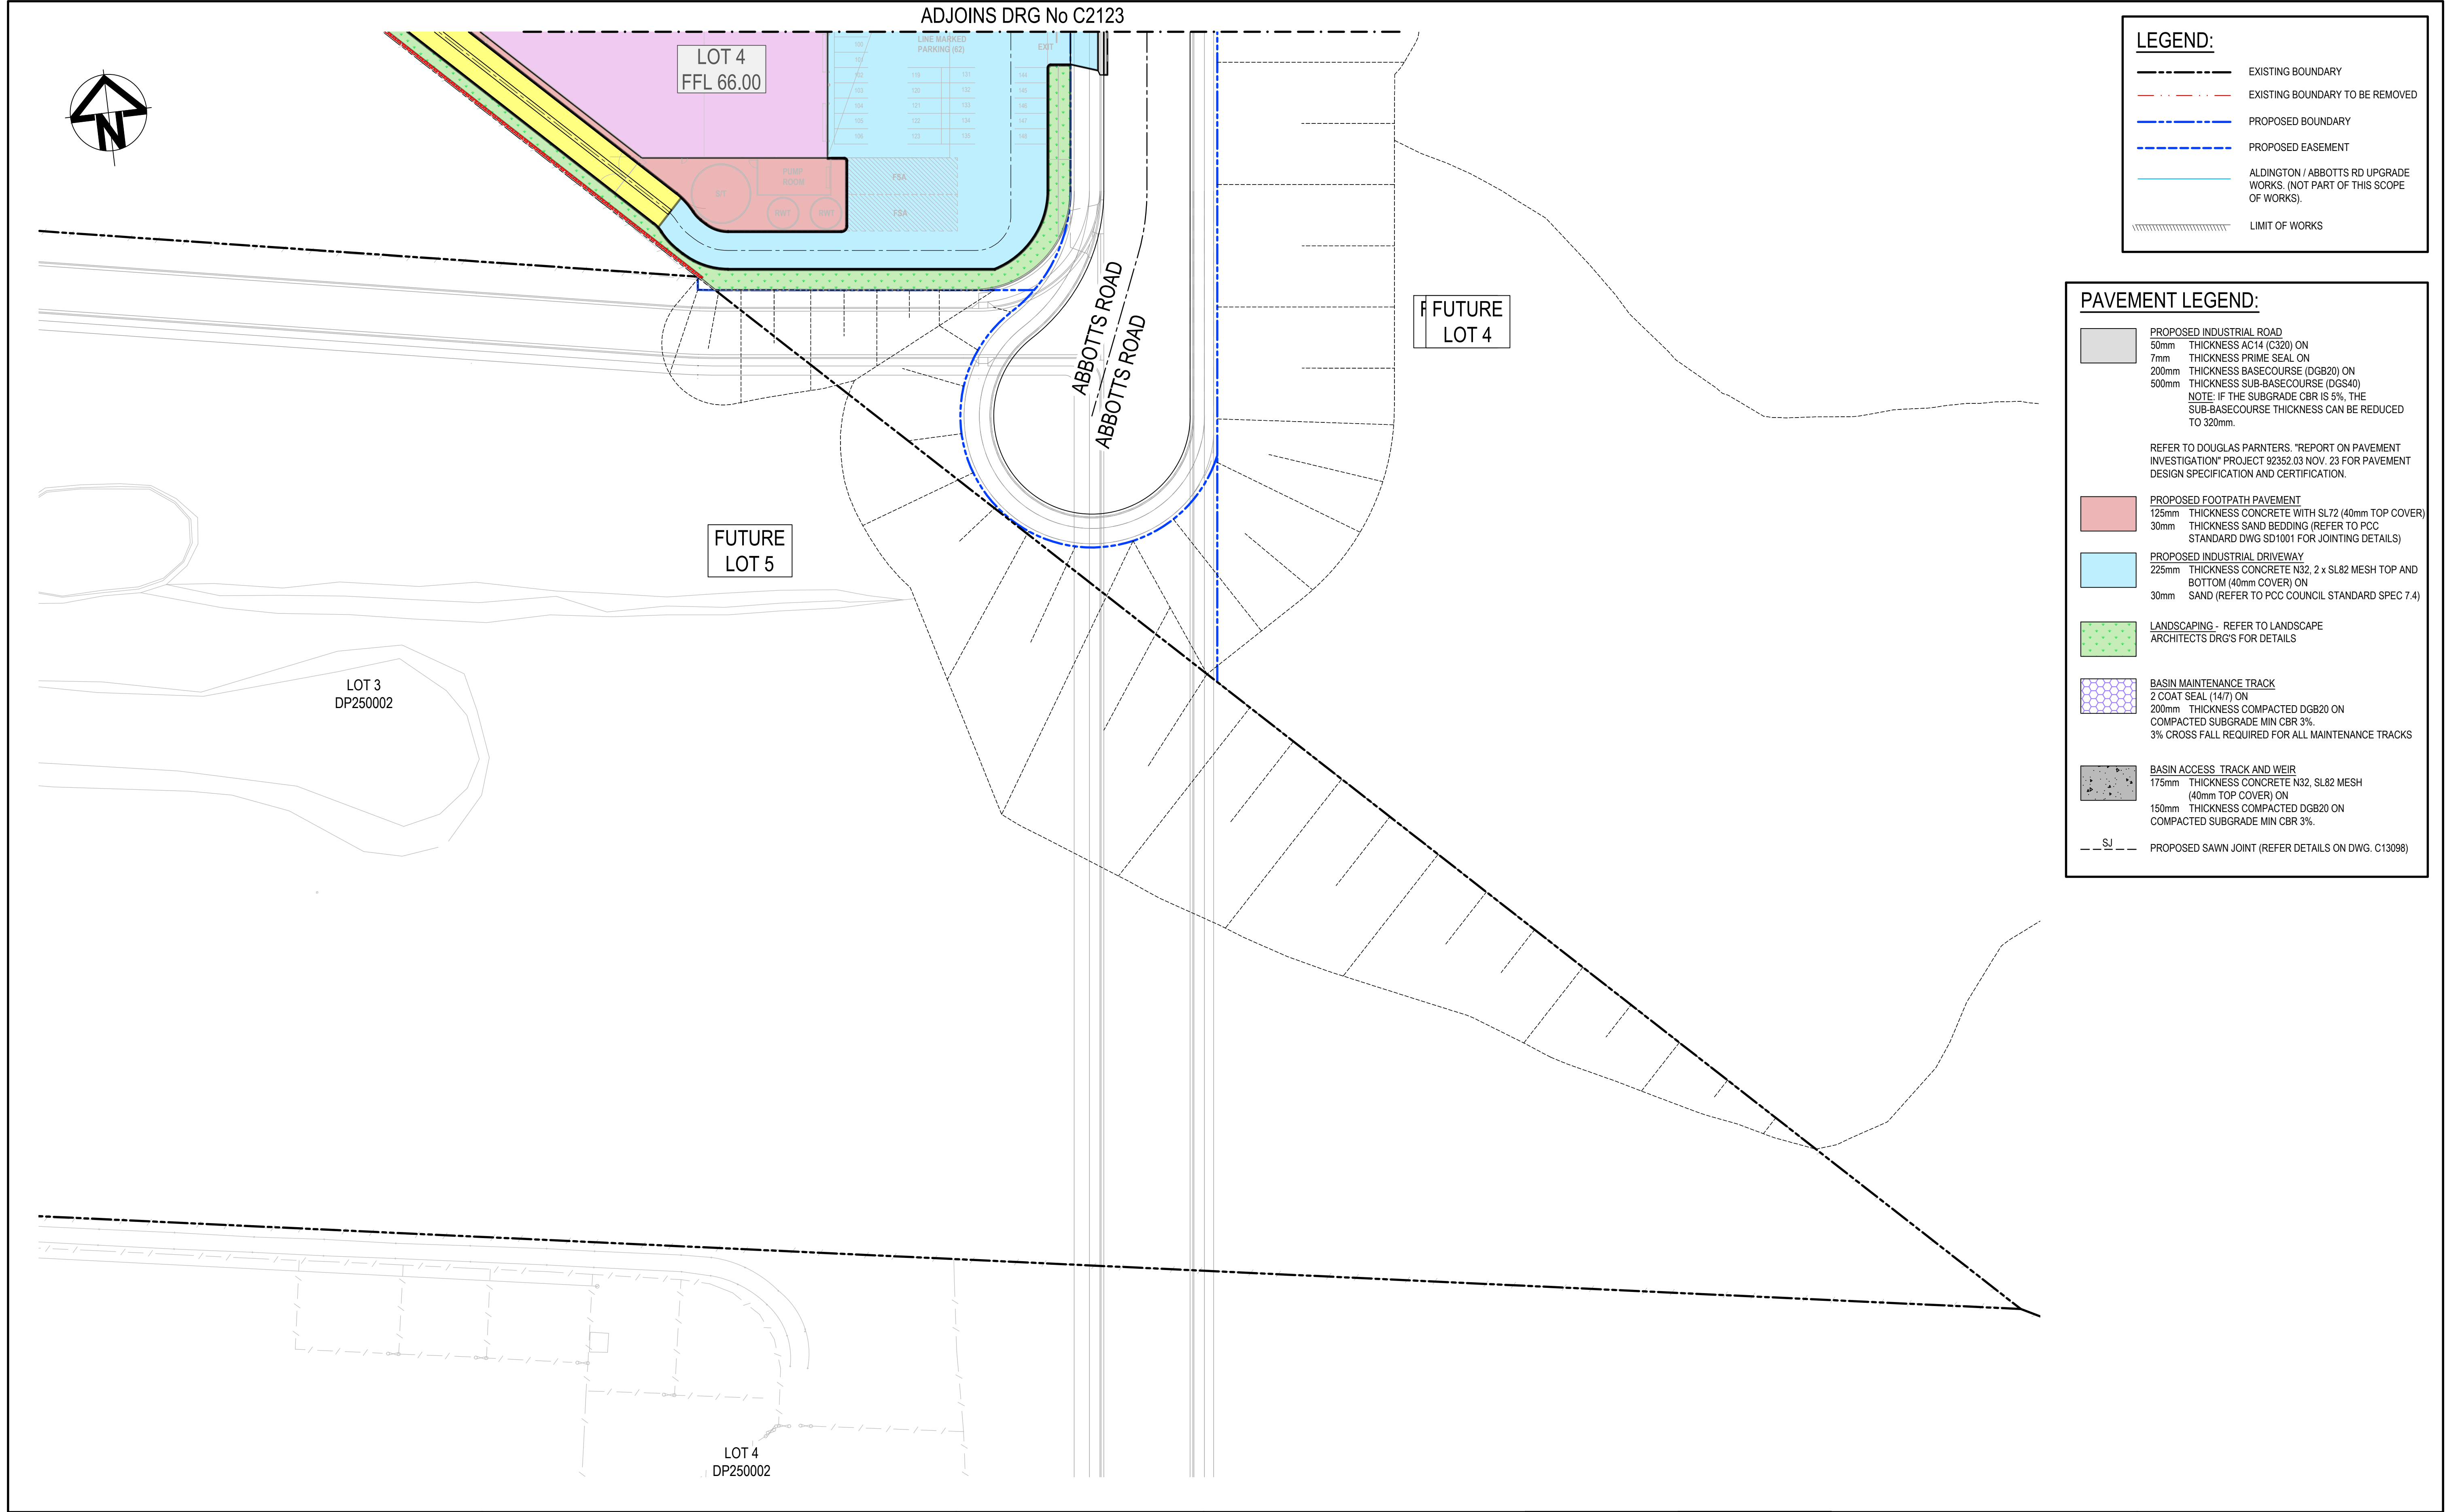 ADJOINS DRG No C2123
N
LOT 4
FFL 66.00
LINE MARKED
PARKING (62)
EXIT
PUMP
ROOM
FSA
FSA
ABBOTTS ROAD
ABBOTTS ROAD
FUTURE
LOT 4
FUTURE
LOT 5
LOT 3
DP250002
LOT 4
DP250002
LEGEND:
EXISTING BOUNDARY
EXISTING BOUNDARY TO BE REMOVED
PROPOSED BOUNDARY
PROPOSED EASEMENT
ALDINGTON / ABBOTTS RD UPGRADE
WORKS. (NOT PART OF THIS SCOPE
OF WORKS).
LIMIT OF WORKS
PAVEMENT LEGEND:
PROPOSED INDUSTRIAL ROAD
50mm THICKNESS AC14 (C320) ON
7mm THICKNESS PRIME SEAL ON
200mm THICKNESS BASECOURSE (DGB20) ON
500mm THICKNESS SUB-BASECOURSE (DGS40)
NOTE: IF THE SUBGRADE CBR IS 5%, THE
SUB-BASECOURSE THICKNESS CAN BE REDUCED
TO 320mm.
REFER TO DOUGLAS PARNTERS. "REPORT ON PAVEMENT
INVESTIGATION" PROJECT 92352.03 NOV. 23 FOR PAVEMENT
DESIGN SPECIFICATION AND CERTIFICATION.
PROPOSED FOOTPATH PAVEMENT
125mm THICKNESS CONCRETE WITH SL72 (40mm TOP COVER)
30mm THICKNESS SAND BEDDING (REFER TO PCC
STANDARD DWG SD1001 FOR JOINTING DETAILS)
PROPOSED INDUSTRIAL DRIVEWAY
225mm THICKNESS CONCRETE N32, 2 x SL82 MESH TOP AND
BOTTOM (40mm COVER) ON
30mm SAND (REFER TO PCC COUNCIL STANDARD SPEC 7.4)
LANDSCAPING - REFER TO LANDSCAPE
ARCHITECTS DRG'S FOR DETAILS
BASIN MAINTENANCE TRACK
2 COAT SEAL (14/7) ON
200mm THICKNESS COMPACTED DGB20 ON
COMPACTED SUBGRADE MIN CBR 3%.
3% CROSS FALL REQUIRED FOR ALL MAINTENANCE TRACKS
BASIN ACCESS TRACK AND WEIR
175mm THICKNESS CONCRETE N32, SL82 MESH
(40mm TOP COVER) ON
150mm THICKNESS COMPACTED DGB20 ON
COMPACTED SUBGRADE MIN CBR 3%.
SJ PROPOSED SAWN JOINT (REFER DETAILS ON DWG. C13098)